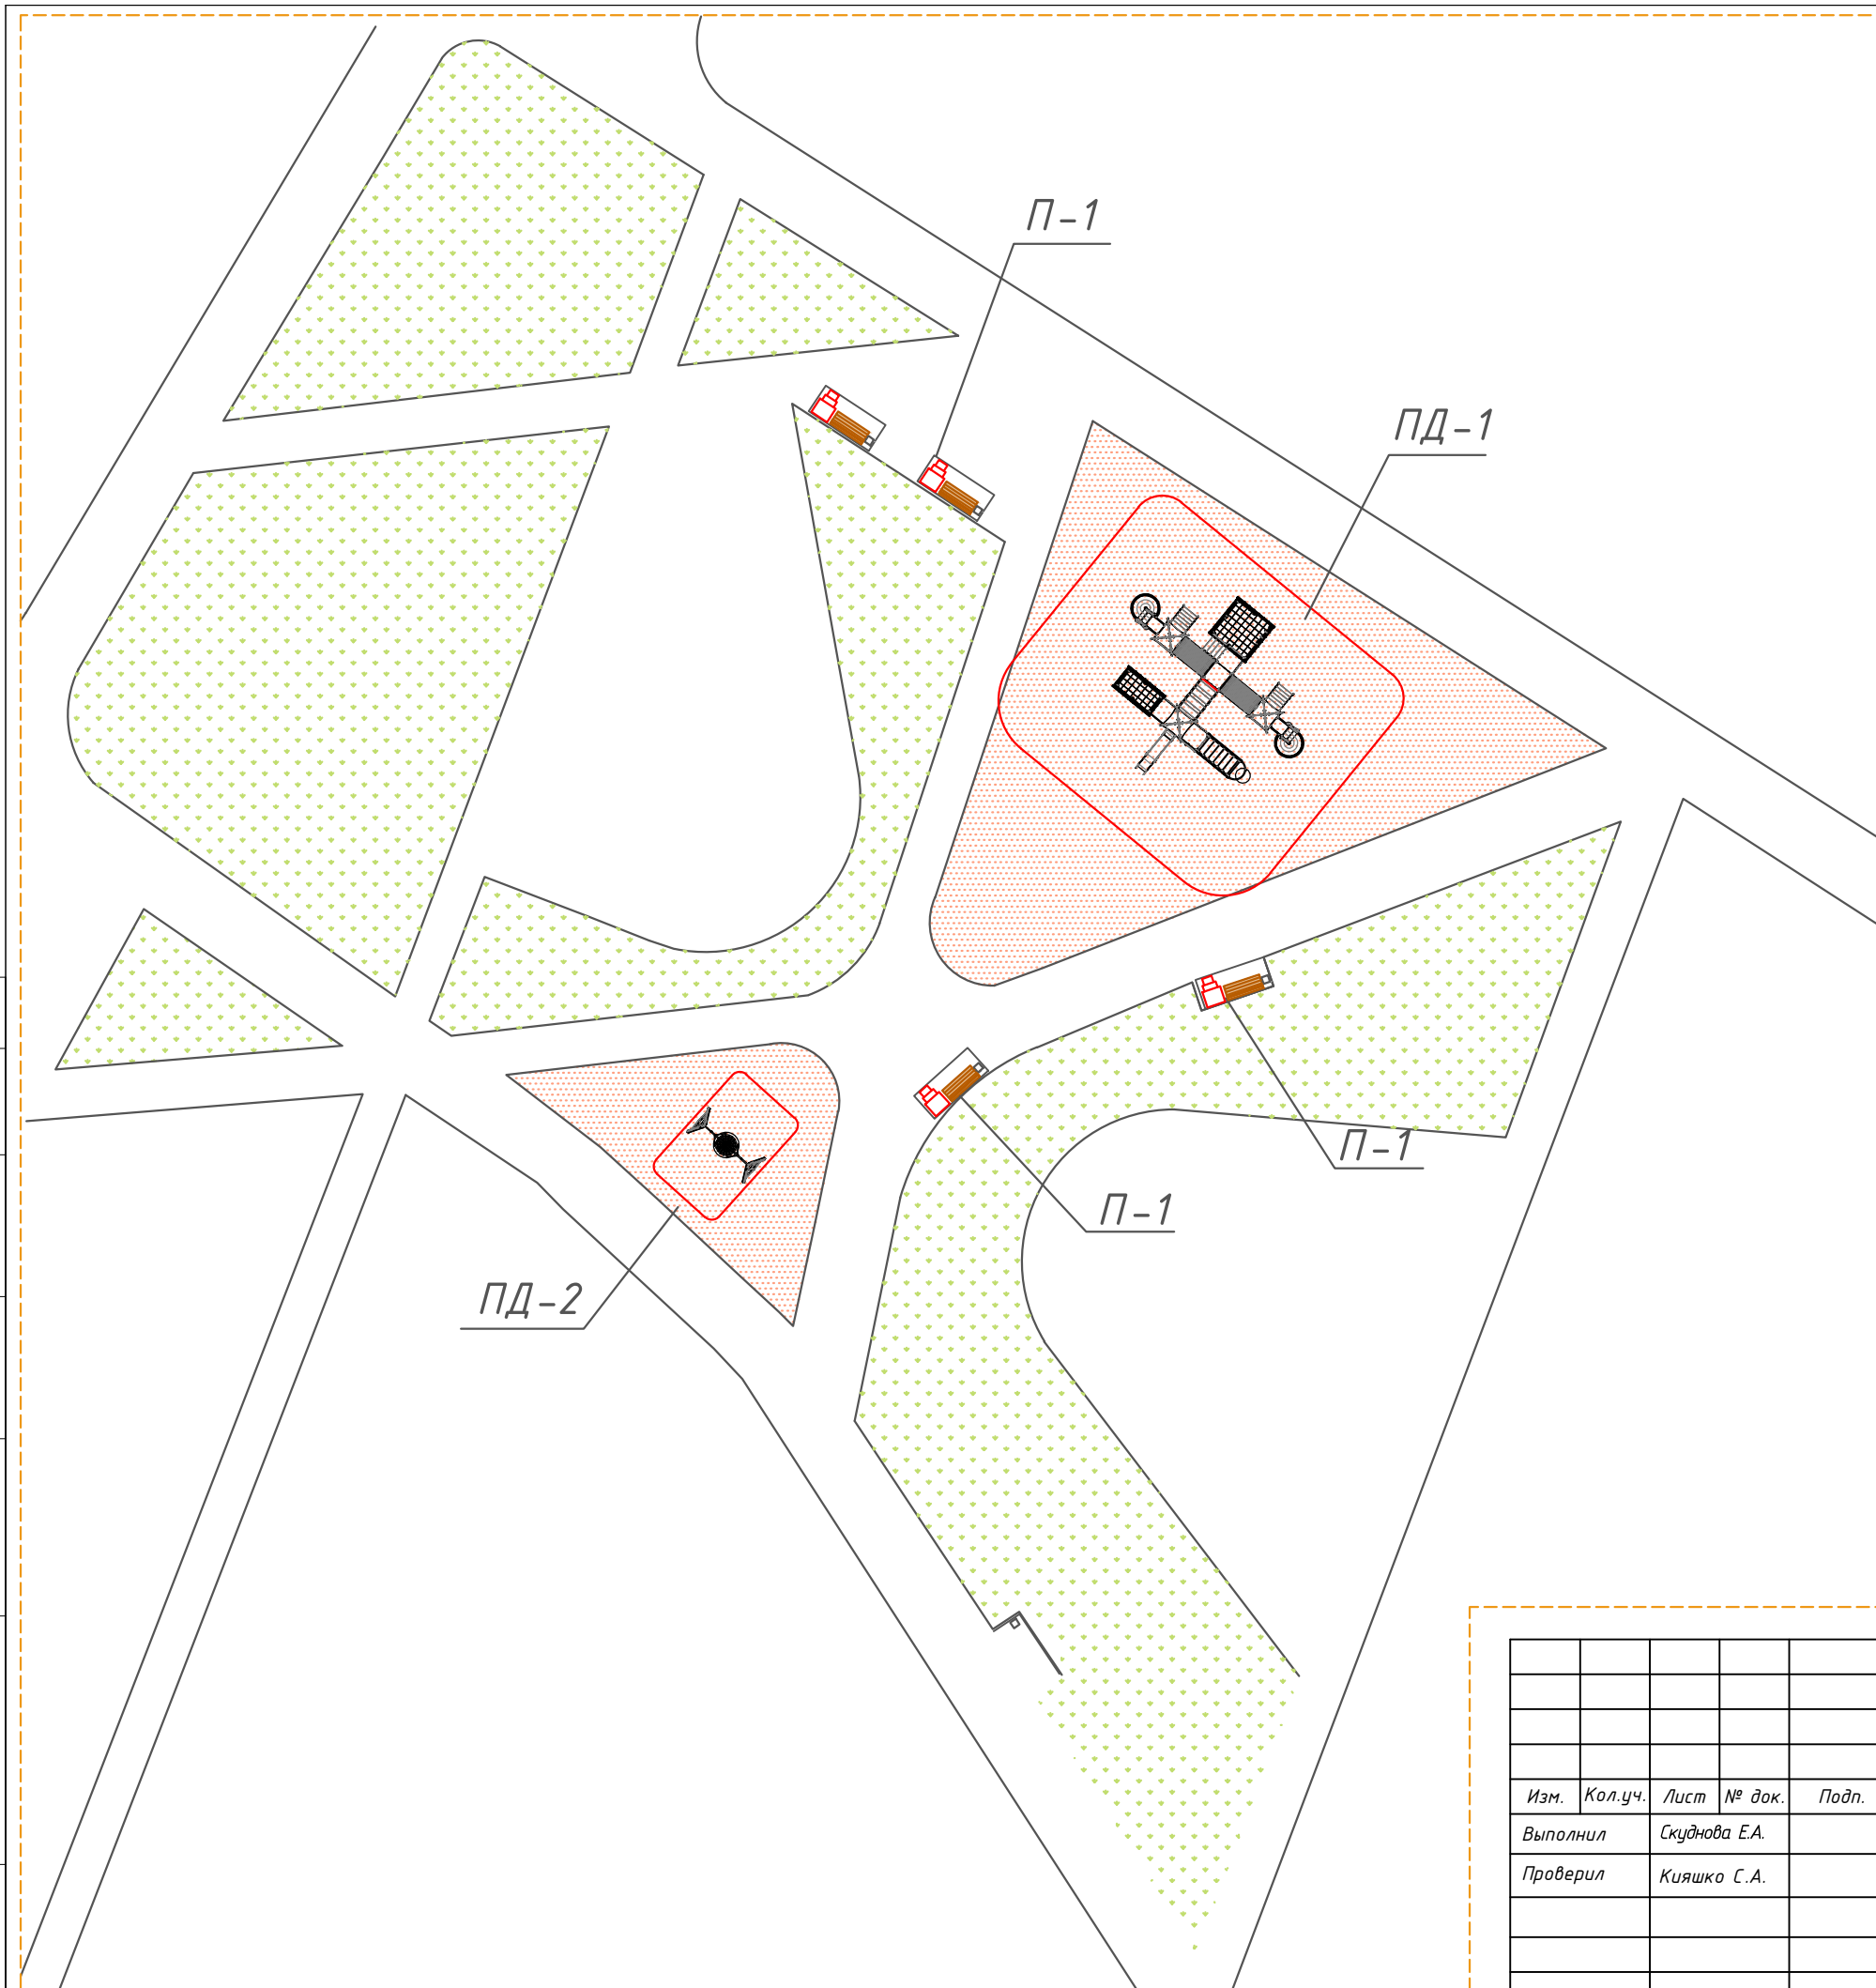 П-1
ПД-1
П-1
П-1
ПД-2
Изм. Кол.уч. Лист № док. Подп.
Выполнил Скуднова Е.А.
Проверил Кияшко С.А.